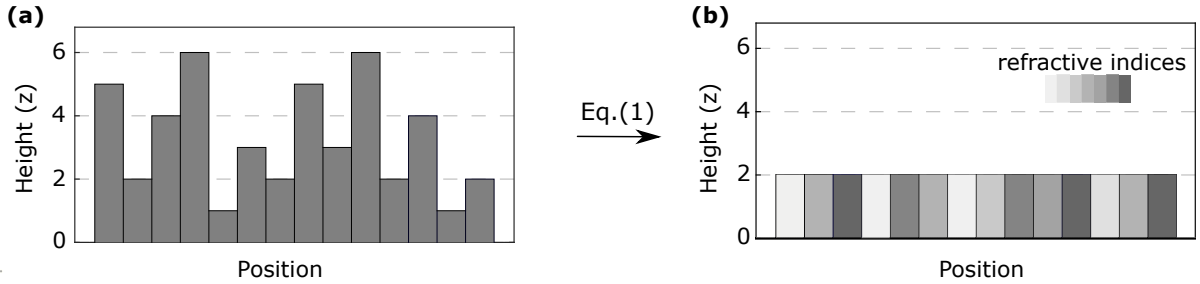 (a)
Height (z)
6
4
2
0
Position
Eq.(1)
(b)
Height (z)
6
4
2
0
refractive indices
Position